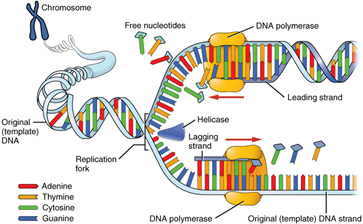 Chromosome
Free nucleotides
DNA polymerase
Leading strand
Original
(template)
DNA
Helicase
Lagging
strand
Replication
fork
Adenine
Thymine
Cytosine
Guanine
DNA polymerase
Original (template) DNA strand